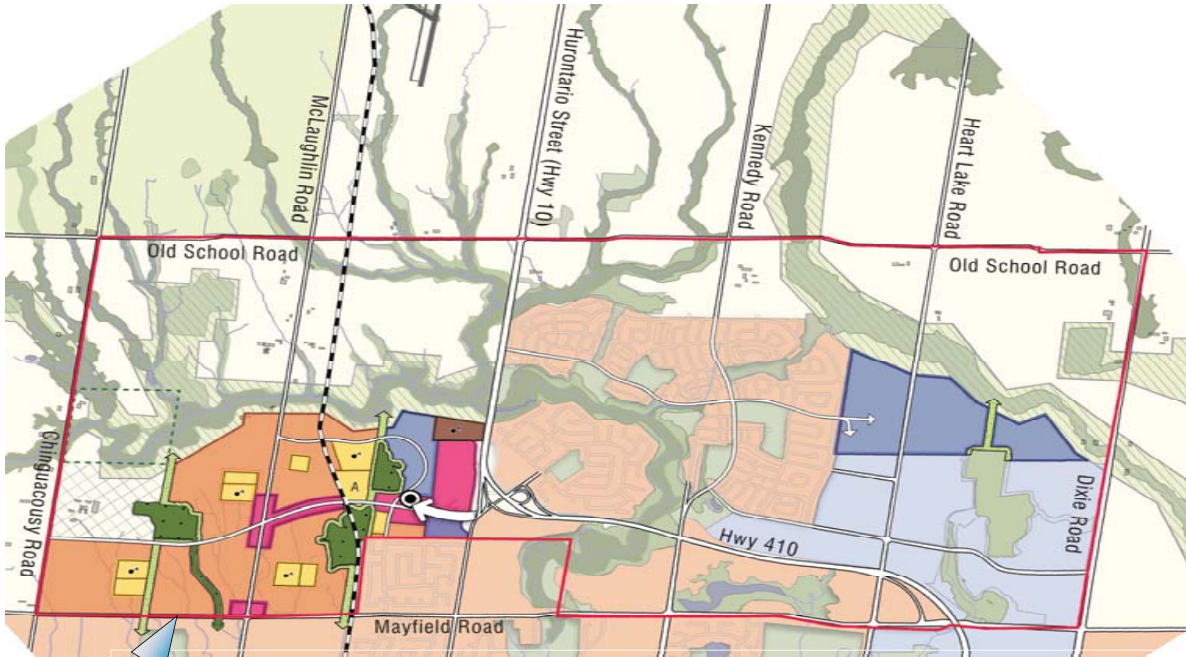 Hurontario Street (Hwy 10)
McLaughlin Road
Kennedy Road
Heart Lake Road
Old School Road
Old School Road
Chinguacousy Road
A
Dixie Road
Hwy 410
Mayfield Road